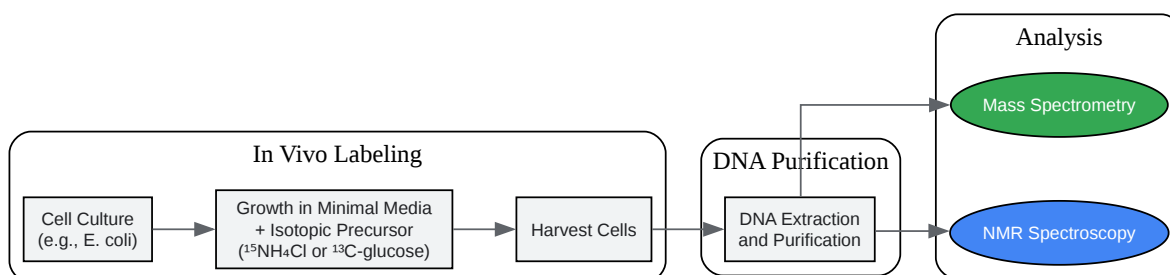 In Vivo Labeling
Cell Culture
(e.g., E. coli)
Growth in Minimal Media
+ Isotopic Precursor
(¹⁵NH₄Cl or ¹³C-glucose)
Harvest Cells
DNA Purification
DNA Extraction
and Purification
Analysis
Mass Spectrometry
NMR Spectroscopy